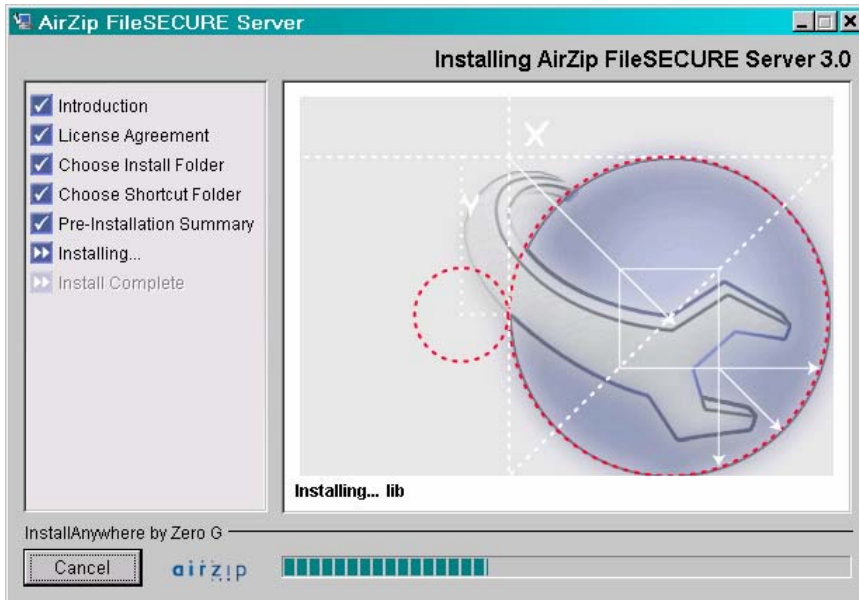 AirZip FileSECURE Server
Installing AirZip FileSECURE Server 3.0
Introduction
License Agreement
Choose Install Folder
Choose Shortcut Folder
Pre-Installation Summary
Installing...
Install Complete
X
Y
Installing... lib
InstallAnywhere by Zero G
Cancel
airzip